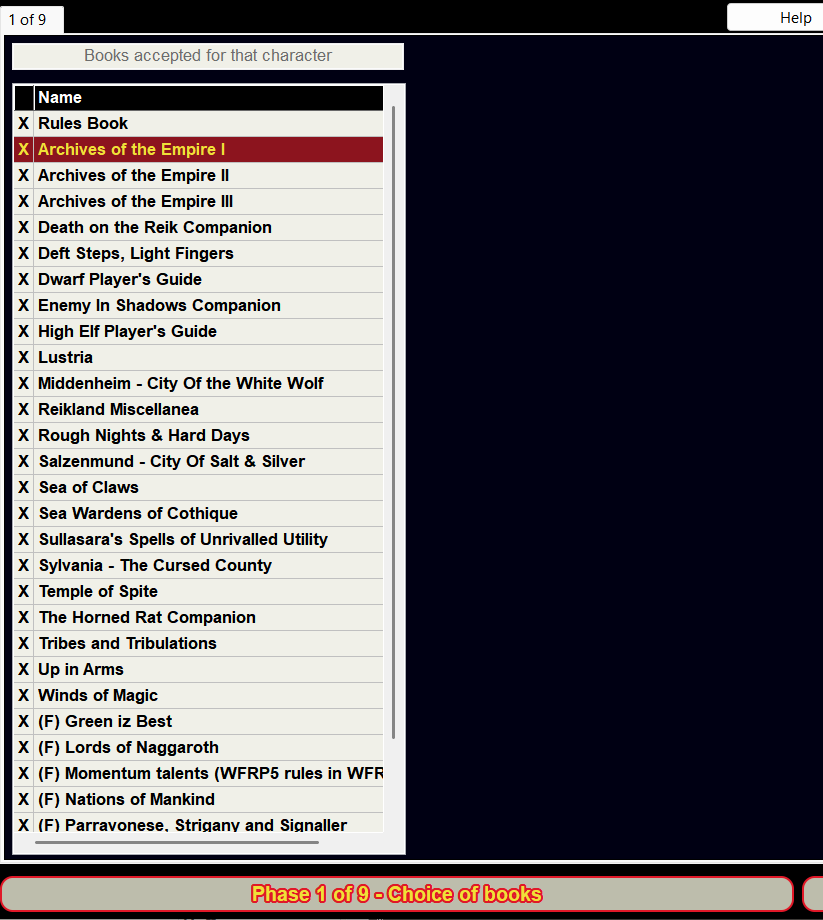 1 of 9
Help
Books accepted for that character
Name
X Rules Book
X Archives of the Empire I
X Archives of the Empire II
X Archives of the Empire III
X Death on the Reik Companion
X Deft Steps, Light Fingers
X Dwarf Player's Guide
X Enemy In Shadows Companion
X High Elf Player's Guide
X Lustria
X Middenheim - City Of the White Wolf
X Reikland Miscellanea
X Rough Nights & Hard Days
X Salzenmund - City Of Salt & Silver
X Sea of Claws
X Sea Wardens of Cothique
X Sullasara's Spells of Unrivalled Utility
X Sylvania - The Cursed County
X Temple of Spite
X The Horned Rat Companion
X Tribes and Tribulations
X Up in Arms
X Winds of Magic
X (F) Green iz Best
X (F) Lords of Naggaroth
X (F) Momentum talents (WFRP5 rules in WFR
X (F) Nations of Mankind
X (F) Parravonese, Strigany and Signaller
Phase 1 of 9 - Choice of books